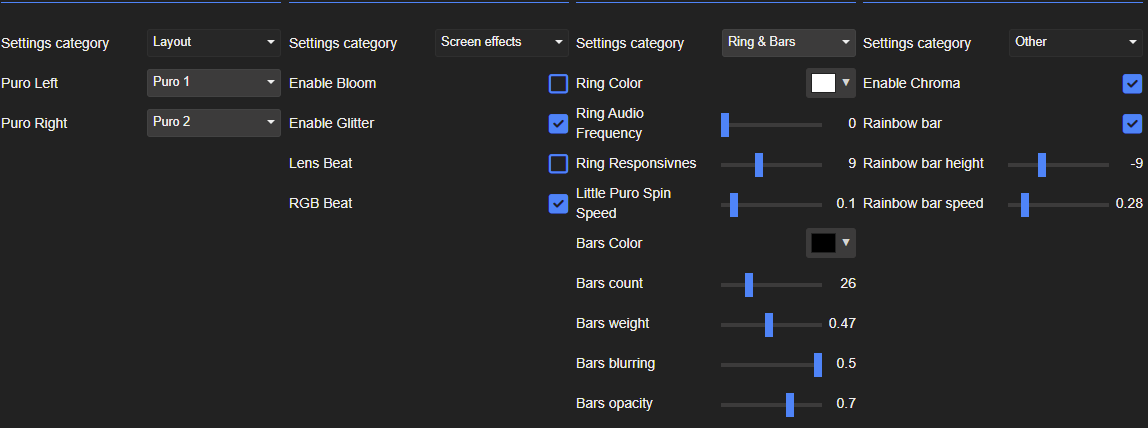 Settings category Layout
Puro Left Puro 1
Puro Right Puro 2
Settings category Screen effects
Enable Bloom
Enable Glitter
Lens Beat
RGB Beat
Settings category Ring & Bars
Ring Color
Ring Audio
Frequency 0
Ring Responsivnes 9
Little Puro Spin
Speed 0.1
Bars Color
Bars count 26
Bars weight 0.47
Bars blurring 0.5
Bars opacity 0.7
Settings category Other
Enable Chroma
Rainbow bar
Rainbow bar height -9
Rainbow bar speed 0.28